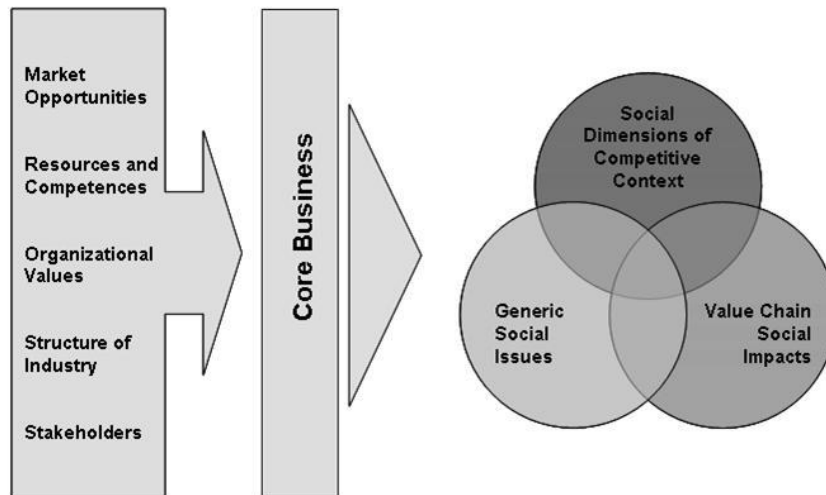 Market
Opportunities
Resources and
Competences
Organizational
Values
Structure of
Industry
Stakeholders
Core Business
Social
Dimensions of
Competitive
Context
Generic
Social
Issues
Value Chain
Social
Impacts